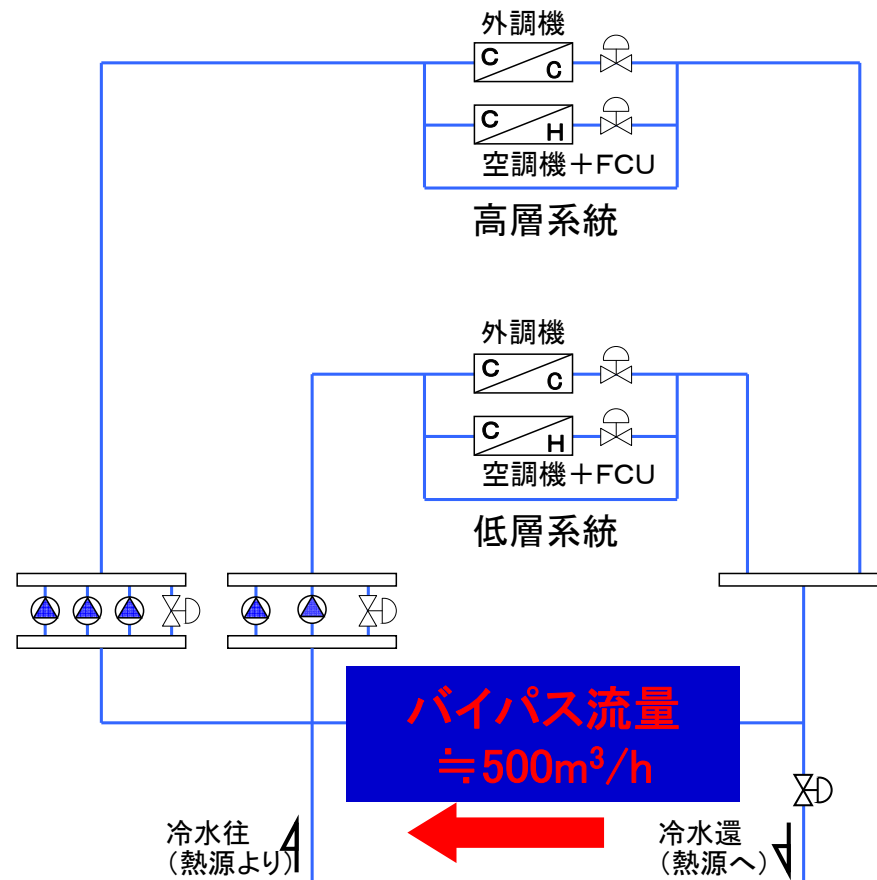 外調機
C
C
C
H
空調機＋FCU
高層系統
外調機
C
C
C
H
空調機＋FCU
低層系統
バイパス流量
≒500m³/h
冷水往
（熱源より）
冷水還
（熱源へ）